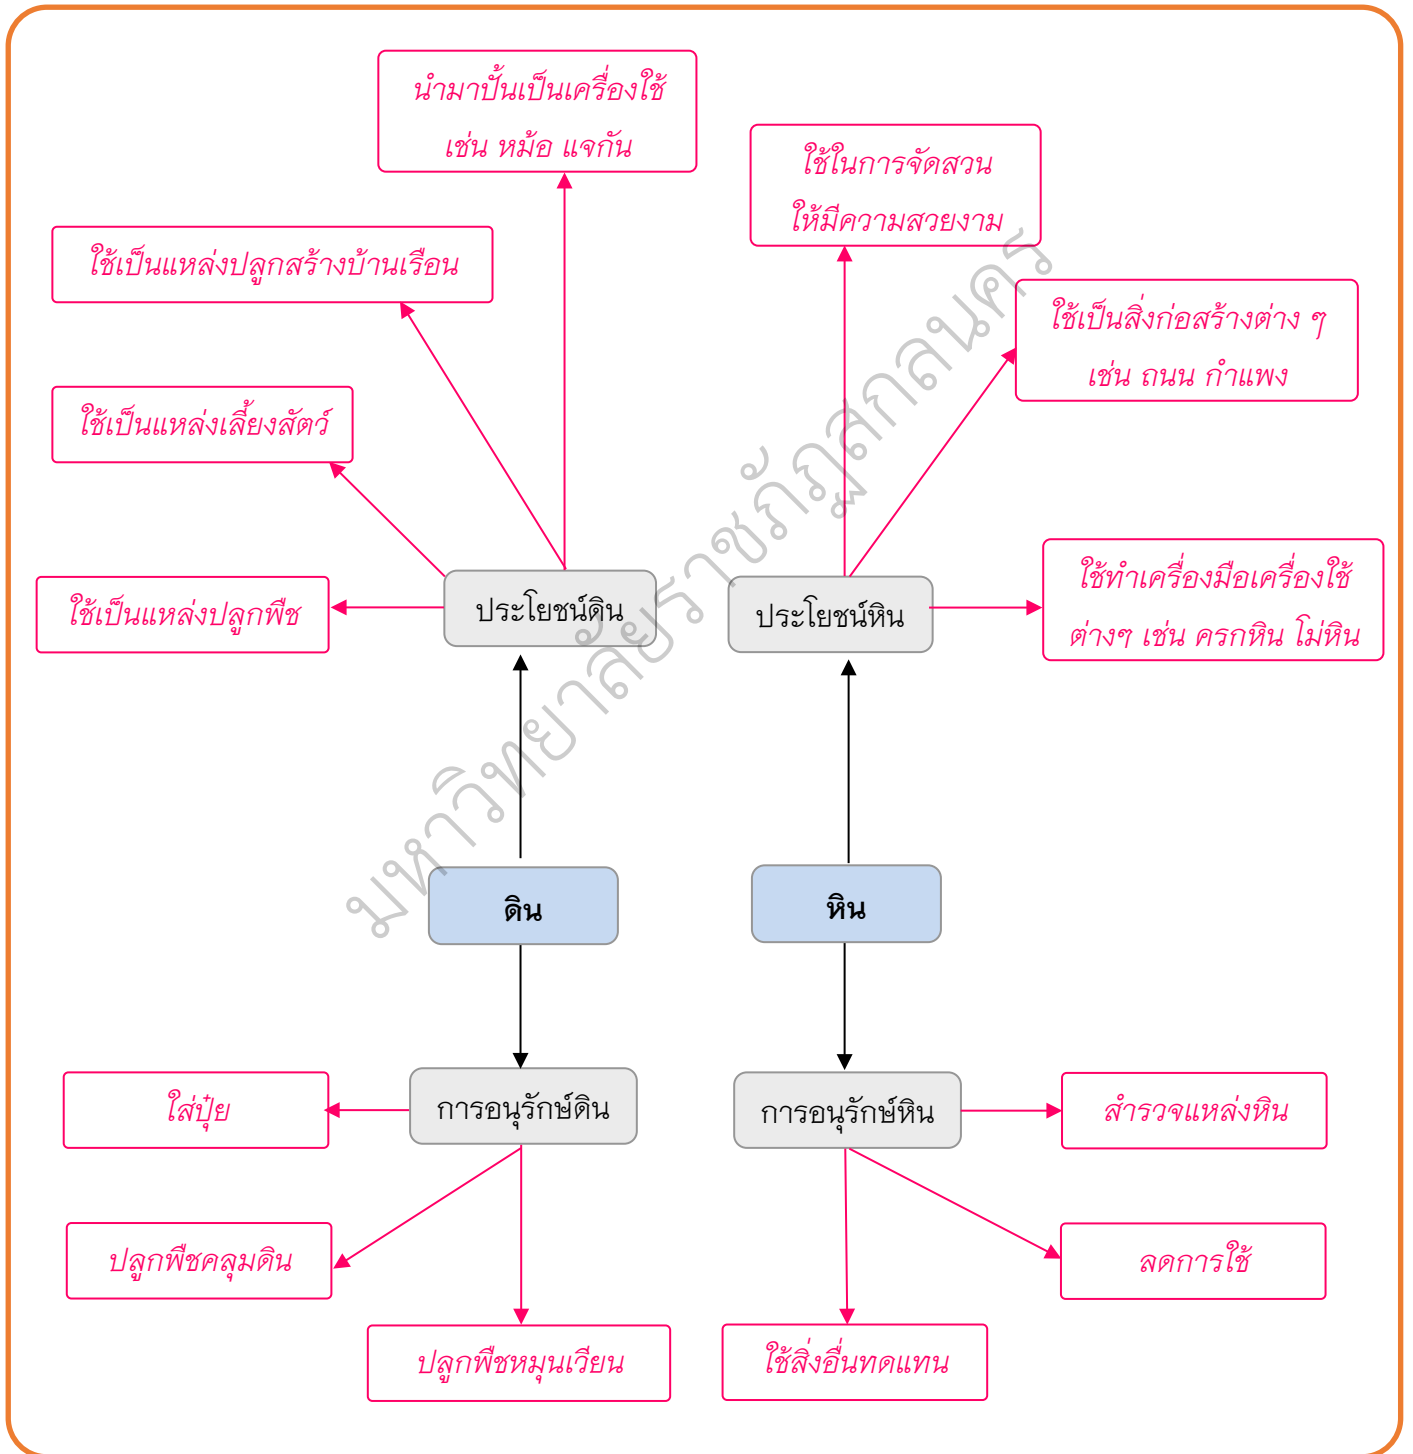 นำมาปั้นเป็นเครื่องใช้
เช่น หม้อ แจกัน
ใช้ในการจัดสวน
ให้มีความสวยงาม
ใช้เป็นแหล่งปลูกสร้างบ้านเรือน
ใช้เป็นสิ่งก่อสร้างต่าง ๆ
เช่น ถนน กำแพง
ใช้เป็นแหล่งเลี้ยงสัตว์
ใช้เป็นแหล่งปลูกพืช
ประโยชน์ดิน
ประโยชน์หิน
ใช้ทำเครื่องมือเครื่องใช้
ต่างๆ เช่น ครกหิน โม่หิน
มหาวิทยาลัยราชภัฏสกลนคร
ดิน
หิน
ใส่ปุ๋ย
การอนุรักษ์ดิน
การอนุรักษ์หิน
สำรวจแหล่งหิน
ปลูกพืชคลุมดิน
ลดการใช้
ปลูกพืชหมุนเวียน
ใช้สิ่งอื่นทดแทน